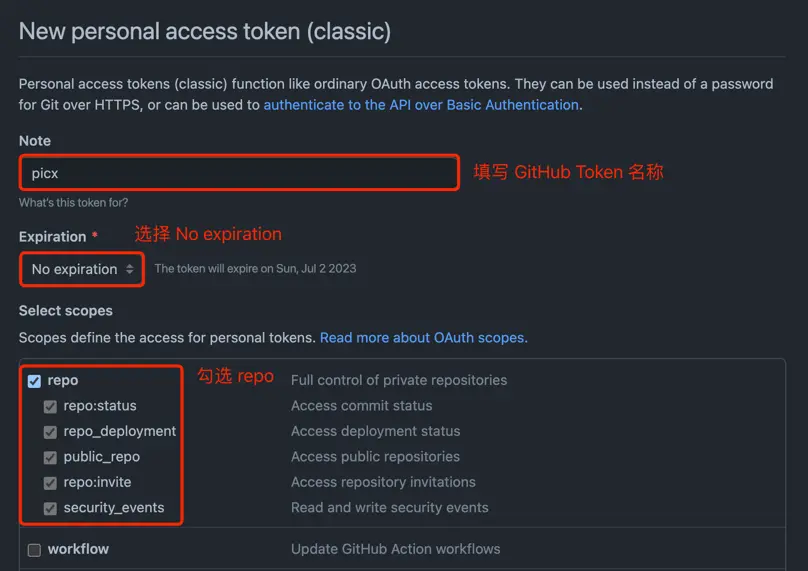 New personal access token (classic)
Personal access tokens (classic) function like ordinary OAuth access tokens. They can be used instead of a password
for Git over HTTPS, or can be used to authenticate to the API over Basic Authentication.
Note
picx
填写 GitHub Token 名称
What's this token for?
Expiration *
选择 No expiration
No expiration
The token will expire on Sun, Jul 2 2023
Select scopes
Scopes define the access for personal tokens. Read more about OAuth scopes.
repo
勾选 repo
Full control of private repositories
repo:status
Access commit status
repo_deployment
Access deployment status
public_repo
Access public repositories
repo:invite
Access repository invitations
security_events
Read and write security events
workflow
Update GitHub Action workflows